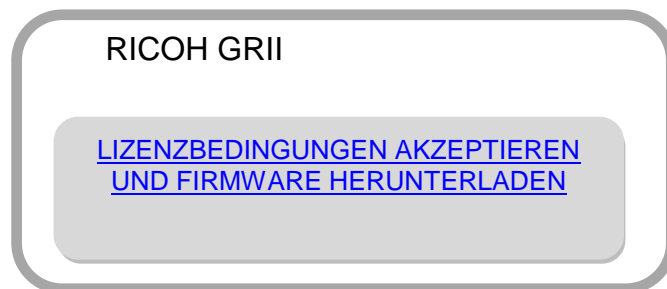 RICOH GRII
LIZENZBEDINGUNGEN AKZEPTIEREN
UND FIRMWARE HERUNTERLADEN